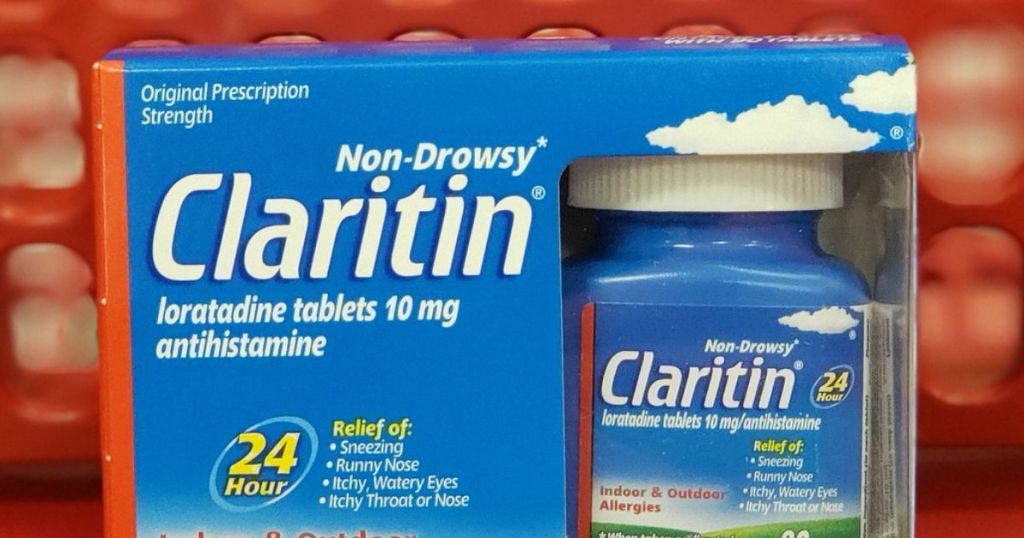 Original Prescription
Strength
Non-Drowsy*
Claritin®
loratadine tablets 10 mg
antihistamine
24
Hour
Relief of:
• Sneezing
• Runny Nose
• Itchy, Watery Eyes
• Itchy Throat or Nose
Indoor & Outdoor
®
®
Non-Drowsy*
Claritin®
24
Hour
loratadine tablets 10 mg/antihistamine
Relief of:
• Sneezing
• Runny Nose
• Itchy, Watery Eyes
• Itchy Throat or Nose
Indoor & Outdoor
Allergies